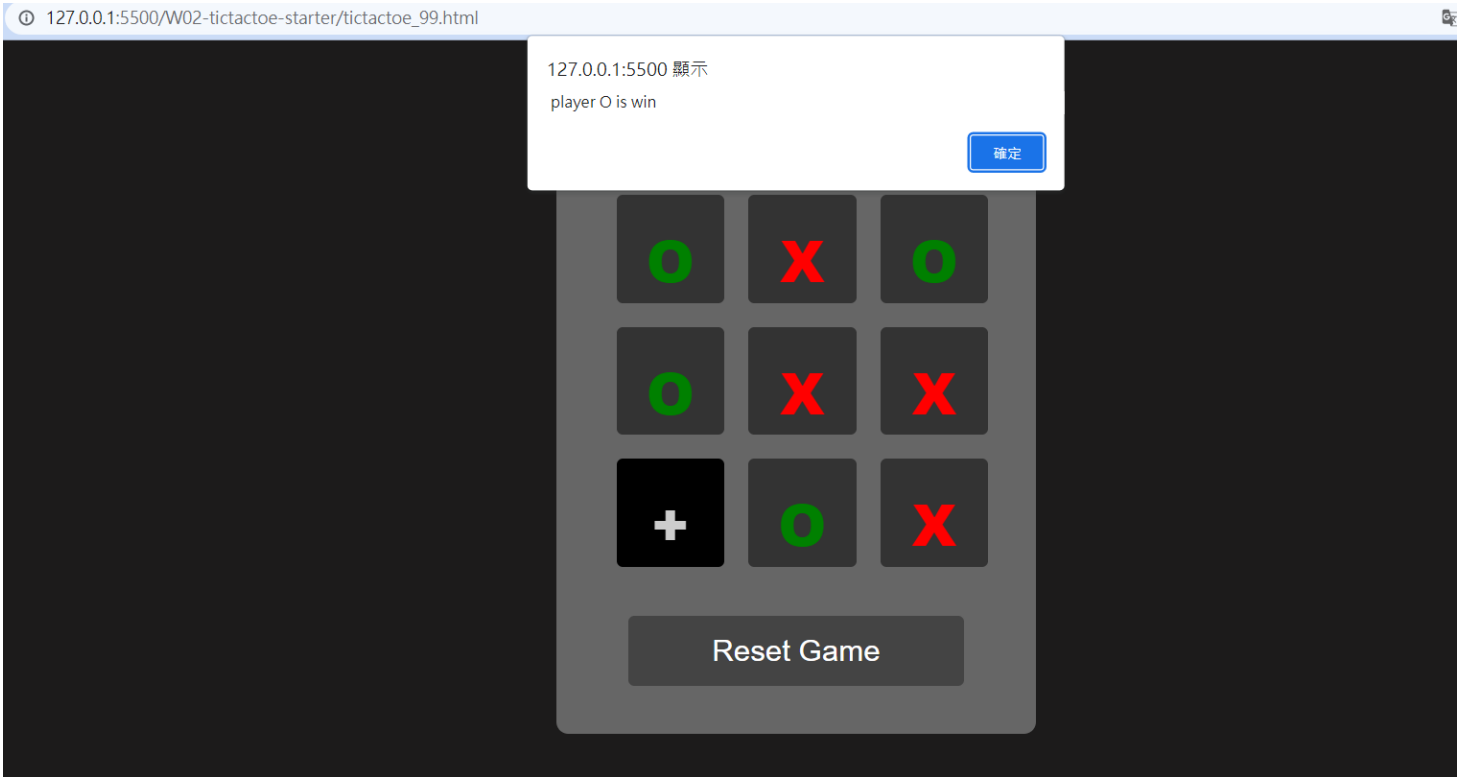 127.0.0.1:5500/W02-tictactoe-starter/tictactoe_99.html
127.0.0.1:5500 顯示
player O is win
確定
O X O
O X X
+ O X
Reset Game